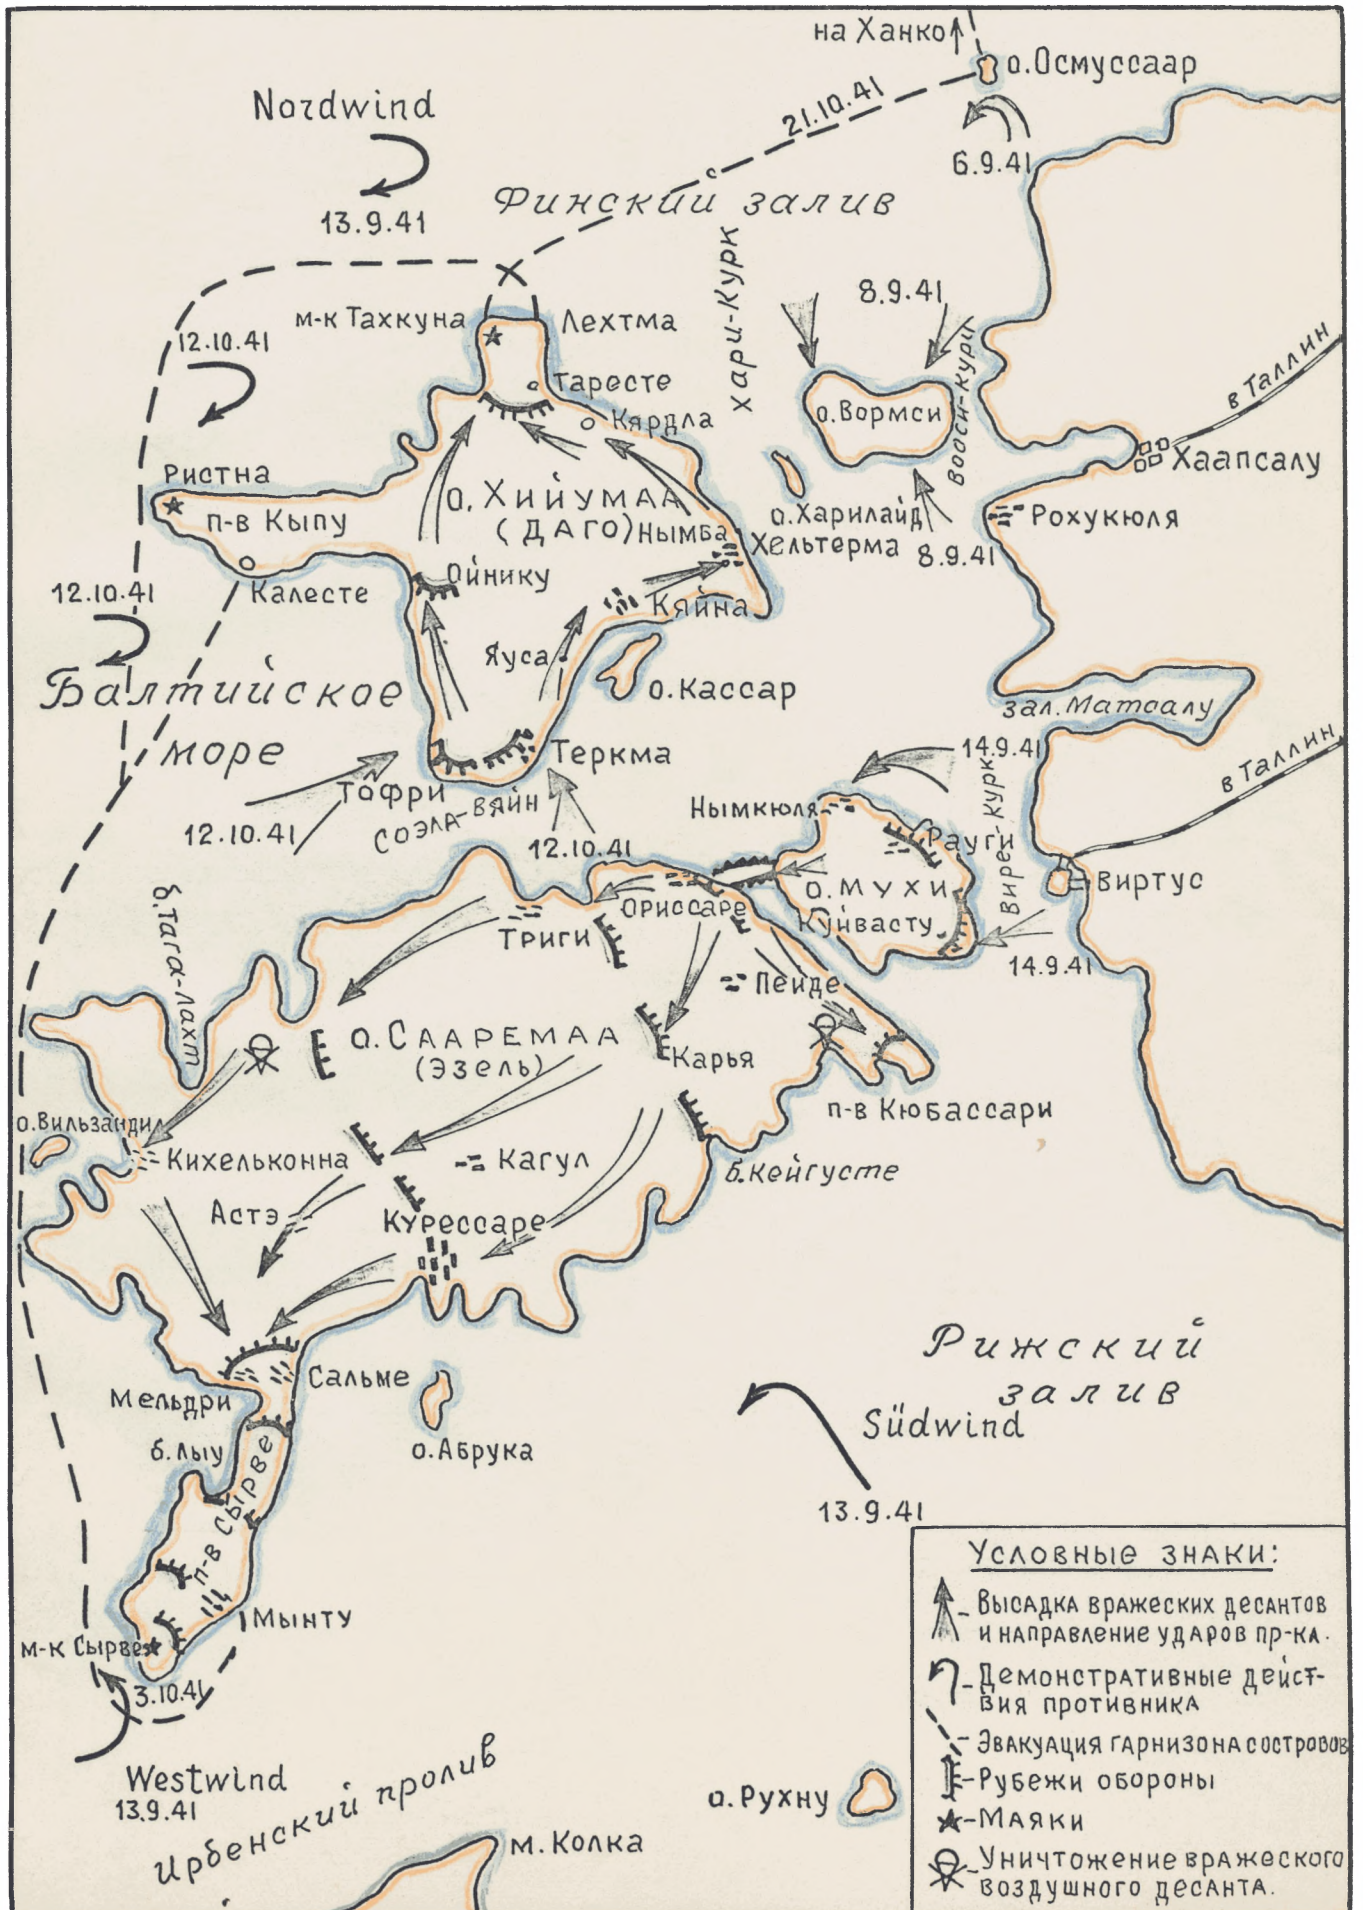 на Ханко
о.Осмуссаар
Nordwind
21.10.41
6.9.41
13.9.41
Финский залив
Хари-Курк
м-к Тахкуна
Лехтма
8.9.41
12.10.41
Таресте
Кярдла
о.Вормси
Вооси-Кури
в Таллин
Хаапсалу
Ристна
п-в Кыпу
о. Хийумаа
(Даго)
Нымба
о.Харилайд
Хельтерма
8.9.41
Рохукюля
Калесте
Ойнику
12.10.41
Кяйна
Яуса
о.Кассар
Балтийское
море
зал.Матсалу
Теркма
14.9.41
Вире-Курк
в Таллин
Тофри
Соэла-Вяйн
12.10.41
12.10.41
Нымкюля
Рауги
о.Мухи
Куйвасту
Виртус
14.9.41
б.Тага-Лахт
Ориссаре
Триги
Пейде
о.Сааремаа
(Эзель)
Карья
п-в Кюбассари
о.Вильзанди
Кихельконна
Кагул
б.Кейгусте
Астэ
Курессаре
Рижский
залив
Сальме
Мельдри
о.Абрука
б.Лыу
п-в Сырве
Südwind
13.9.41
Мынту
м-к Сырве
3.10.41
Westwind
13.9.41
Ирбенский пролив
о.Рухну
м.Колка
Условные знаки:
- Высадка вражеских десантов
и направление ударов пр-ка.
- Демонстративные дейст-
вия противника
- Эвакуация гарнизона с островов
- Рубежи обороны
- Маяки
- Уничтожение вражеского
воздушного десанта.